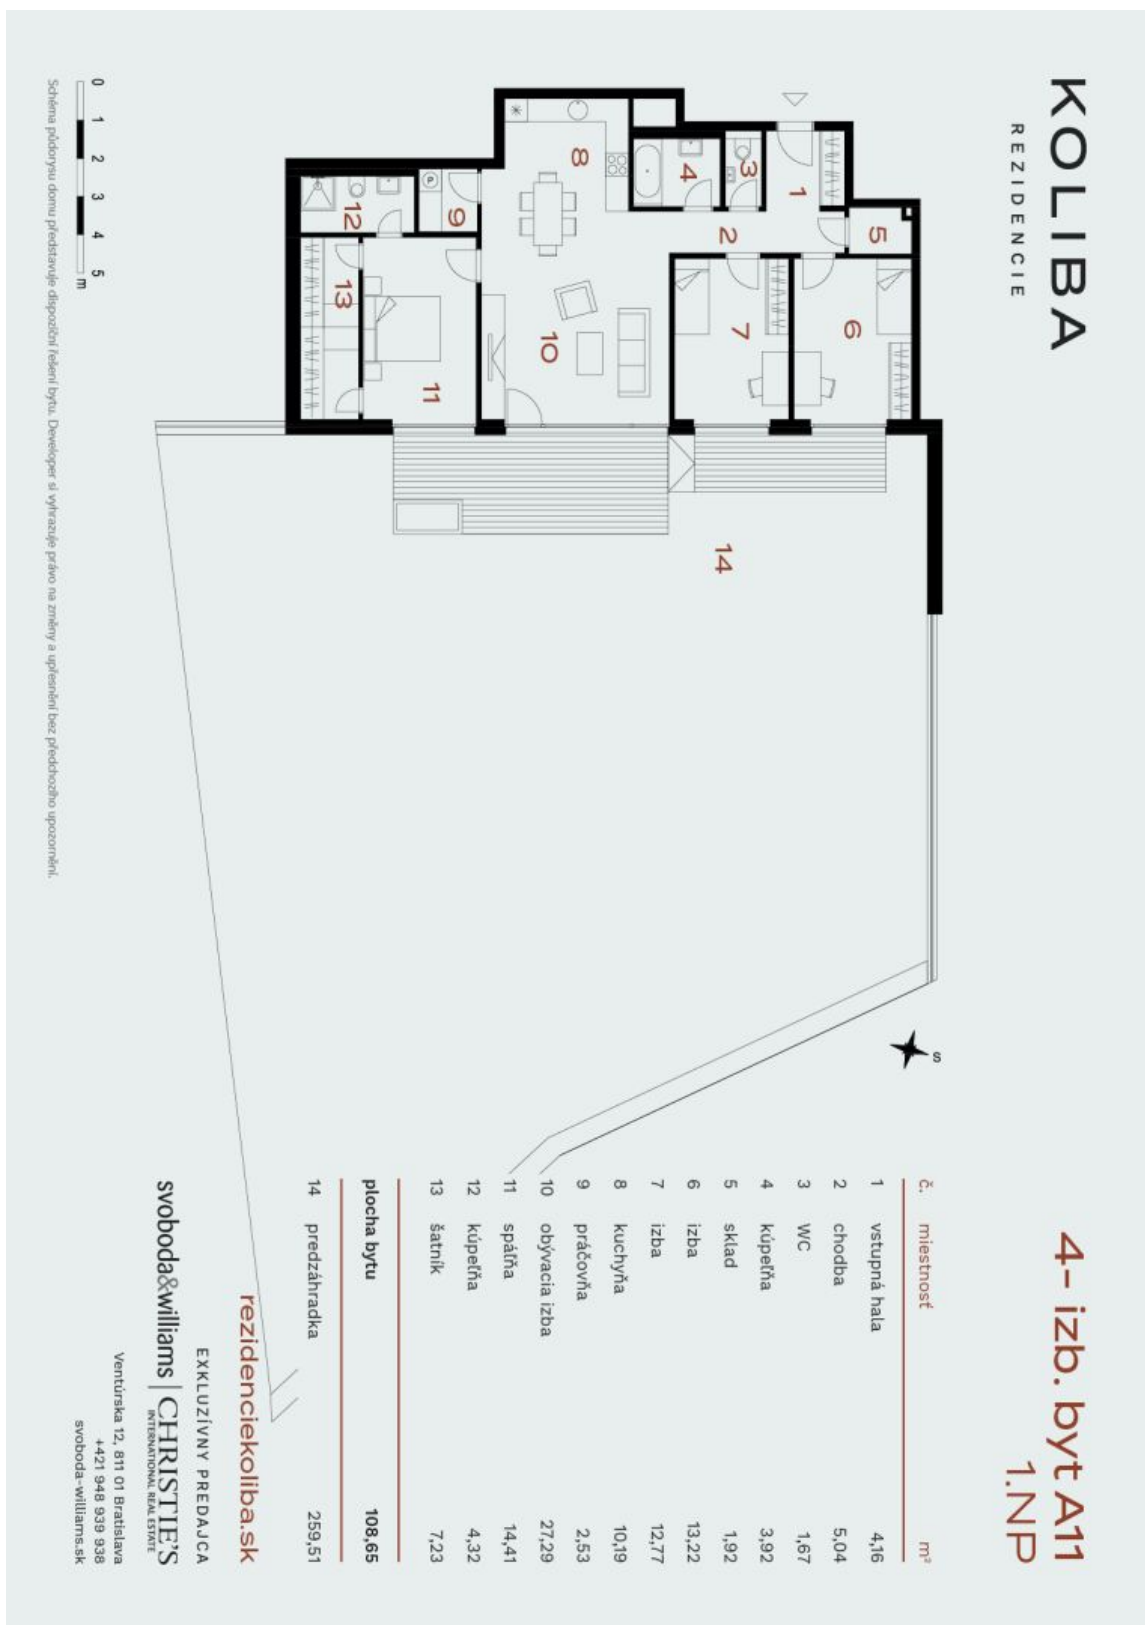 KOLIBA
REZIDENCIE
4- izb. byt A11
1.NP
1
2
3
4
5
6
7
8
9
10
11
12
13
14
S
č. miestnosť m²
1 vstupná hala 4,16
2 chodba 5,04
3 WC 1,67
4 kúpeľňa 3,92
5 sklad 1,92
6 izba 13,22
7 izba 12,77
8 kuchyňa 10,19
9 práčovňa 2,53
10 obývacia izba 27,29
11 spálňa 14,41
12 kúpeľňa 4,32
13 šatník 7,23
plocha bytu 108,65
14 predzáhradka 259,51
rezidenciekoliba.sk
EXKLUZÍVNY PREDAJCA
svoboda&williams | CHRISTIE'S
INTERNATIONAL REAL ESTATE
Ventúrska 12, 811 01 Bratislava
+421 948 939 938
svoboda-williams.sk
0 1 2 3 4 5 m
Schéma půdorysu domu představuje dispoziční řešení bytu. Developer si vyhrazuje právo na změny a upřesnění bez předchozího upozornění.